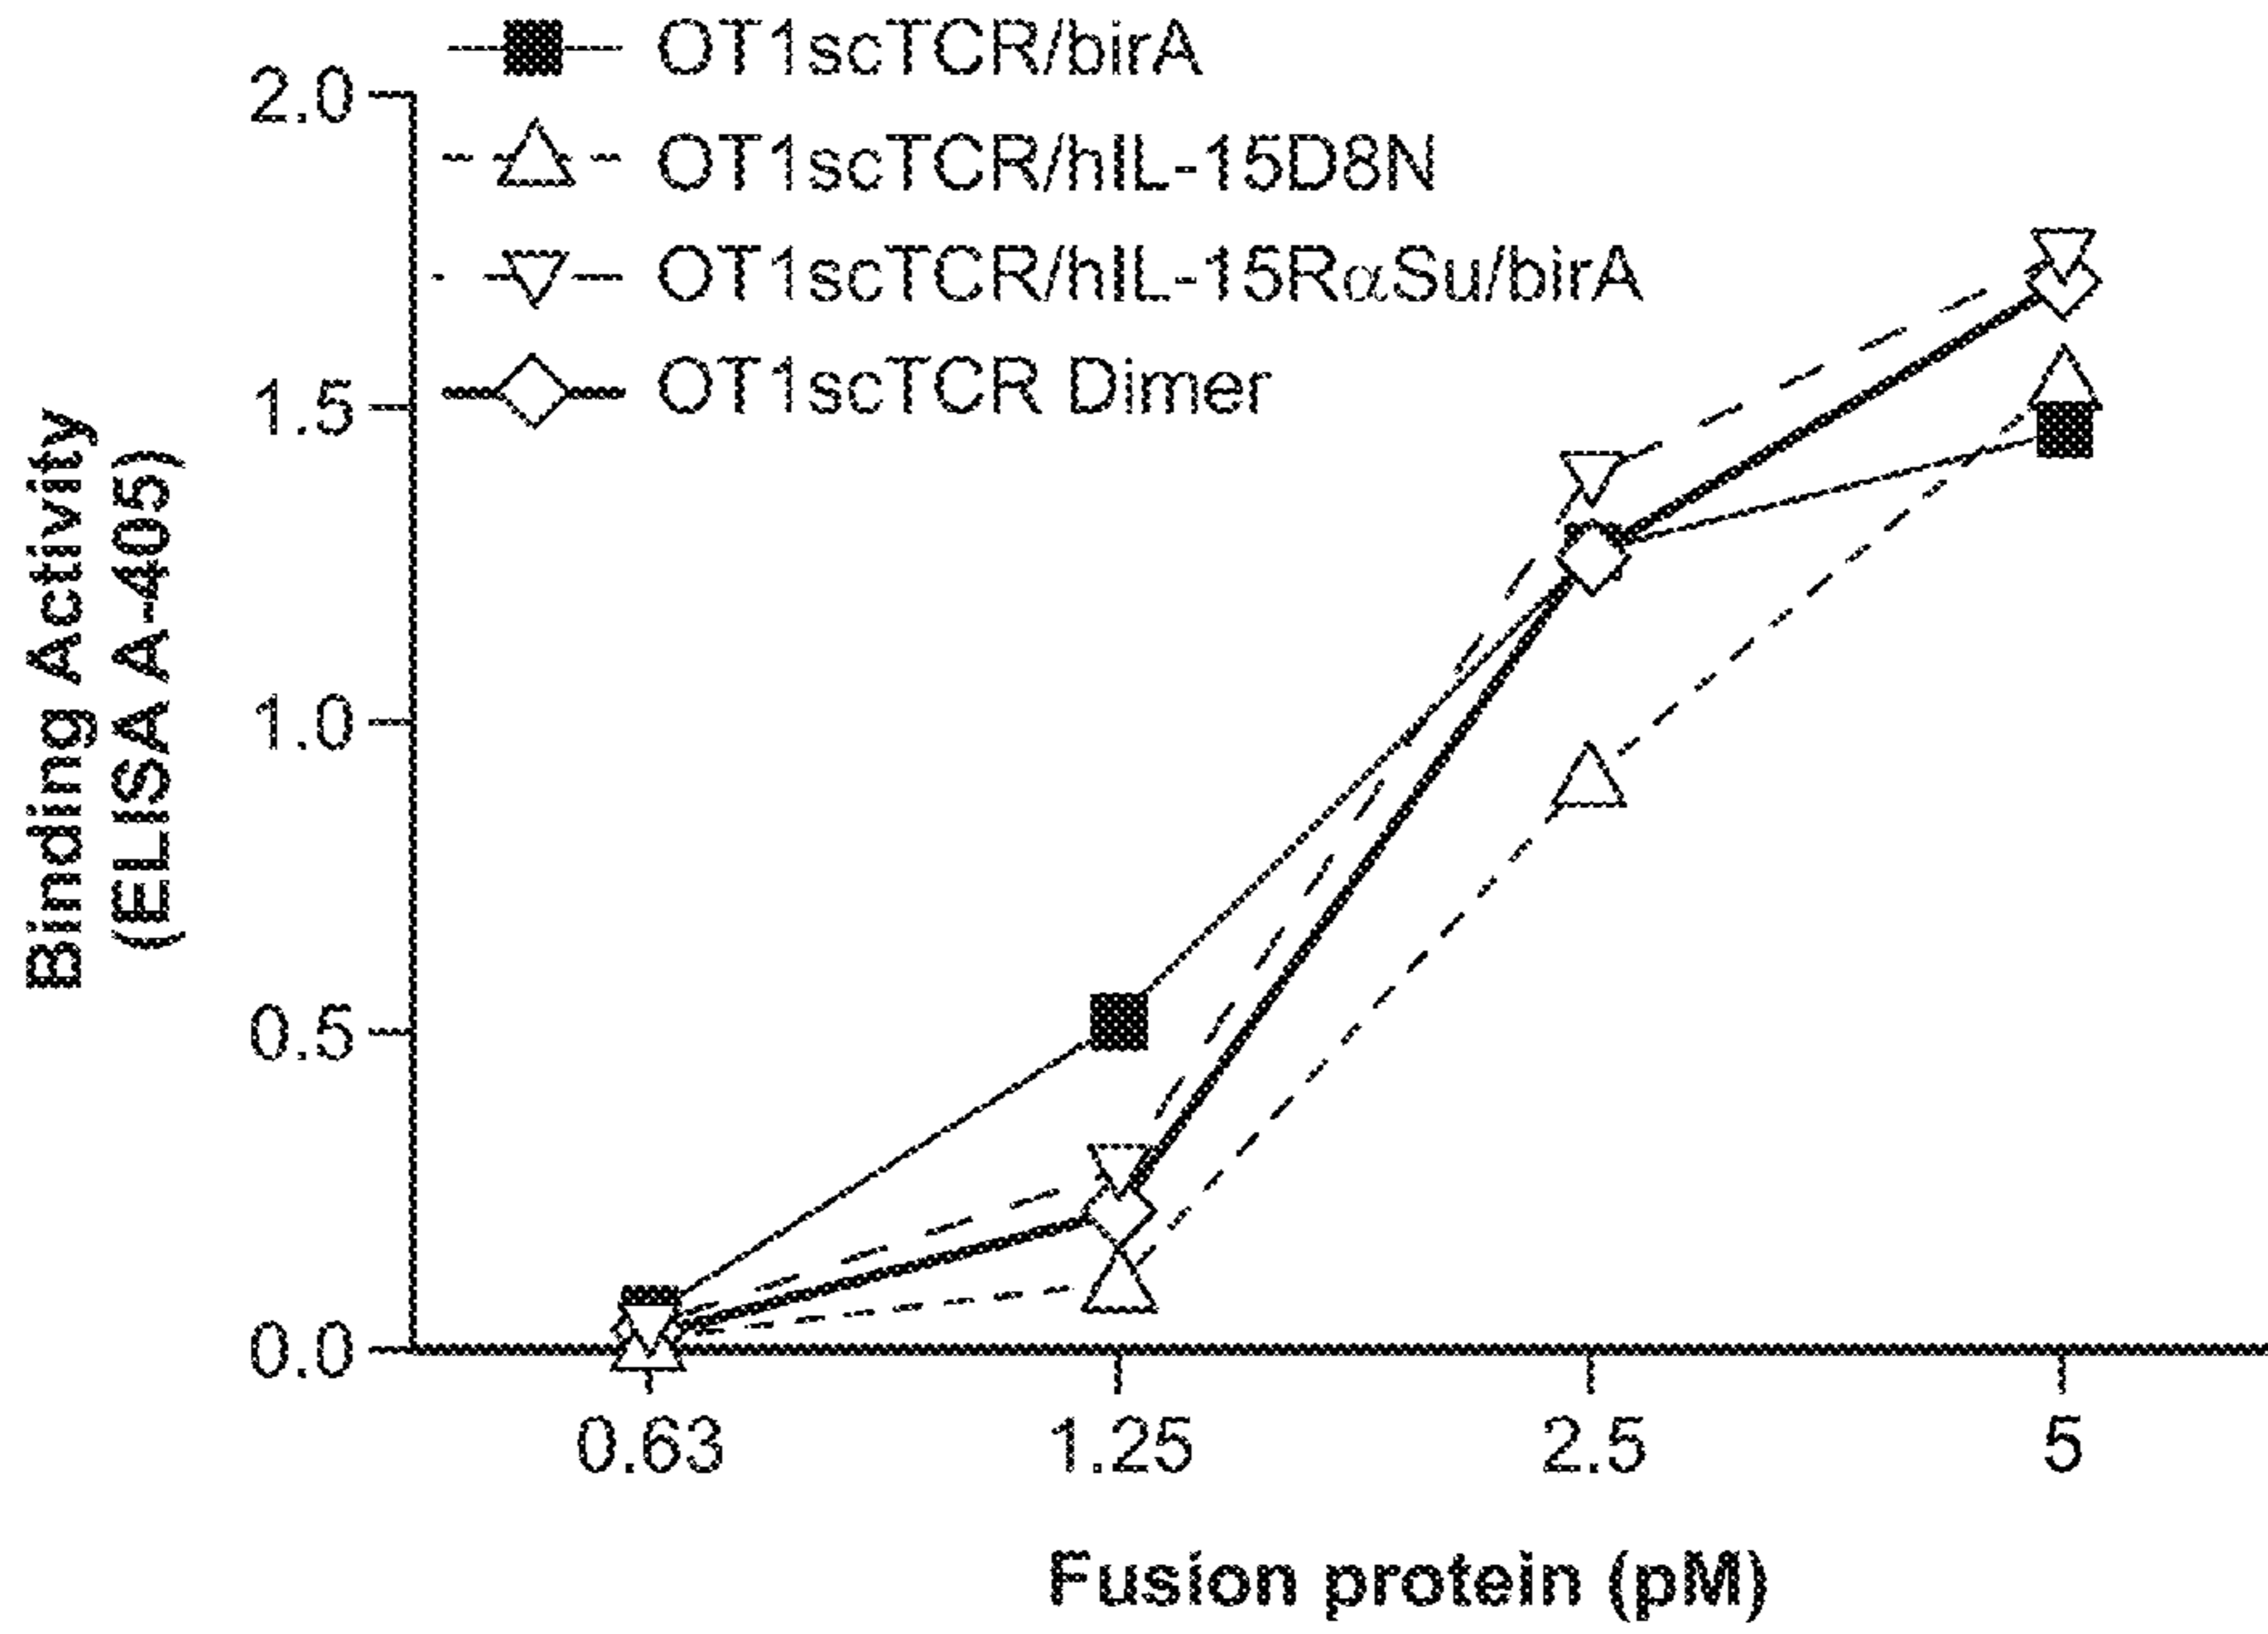 OT1scTCR/birA
OT1scTCR/hIL-15D8N
OT1scTCR/hIL-15RαSu/birA
OT1scTCR Dimer
2.0
1.5
1.0
0.5
0.0
Binding Activity
(ELISA A-405)
0.63 1.25 2.5 5
Fusion protein (pM)